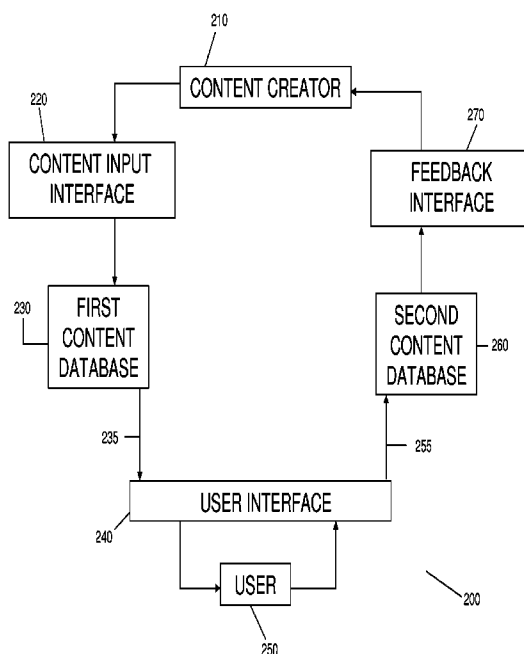 210
CONTENT CREATOR
220
270
CONTENT INPUT
INTERFACE
FEEDBACK
INTERFACE
230
FIRST
CONTENT
DATABASE
SECOND
CONTENT
DATABASE
260
235
255
USER INTERFACE
240
USER
250
200